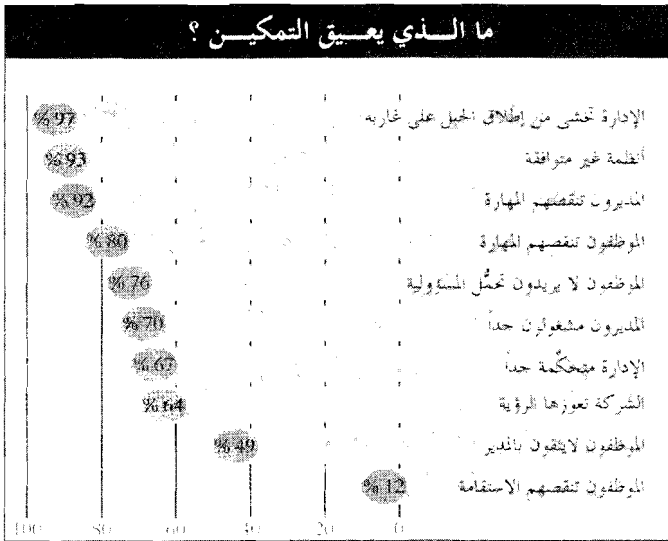 ما الـــذي يعـــيق التمكيـــن ؟
الإدارة تخشى من إطلاق الحبل على غاربه % 97
أنظمة غير متوافقة % 93
المديرون تنقصهم المهارة % 92
الموظفون تنقصهم المهارة % 80
الموظفون لا يريدون تحمُّل المسئولية % 76
المديرون مشغولون جداً % 70
الإدارة متحكِّمة جداً % 67
الشركة تعوزها الرؤية % 64
الموظفون لايثقون بالمدير % 49
الموظفون تنقصهم الاستقامة % 12
100 80 60 40 20 0